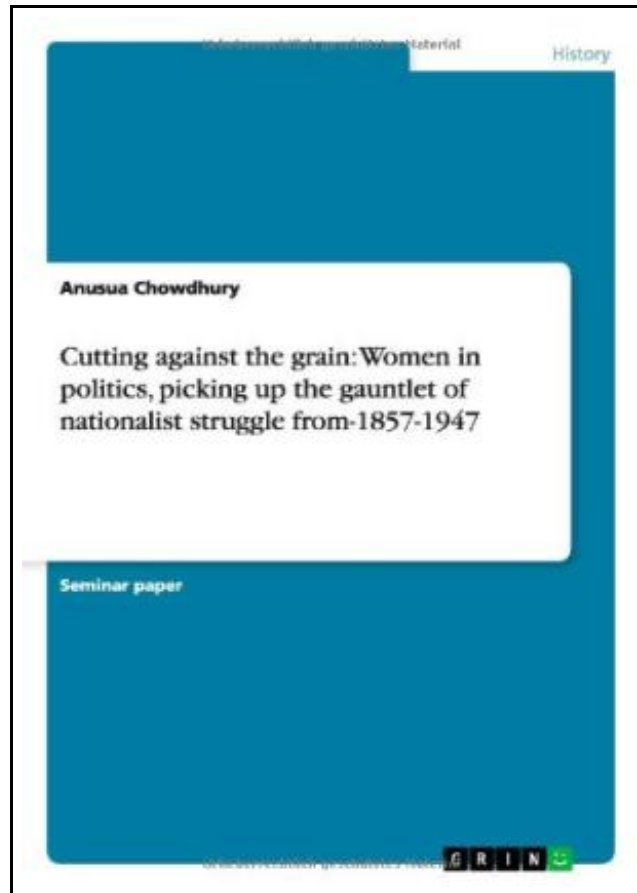 History
Anusua Chowdhury
Cutting against the grain: Women in
politics, picking up the gauntlet of
nationalist struggle from-1857-1947
Seminar paper
GRIN